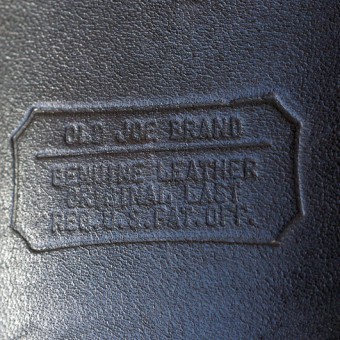 OLD JOE BRAND
GENUINE LEATHER
ORIGINAL LAST
REG.U.S.PAT.OFF.